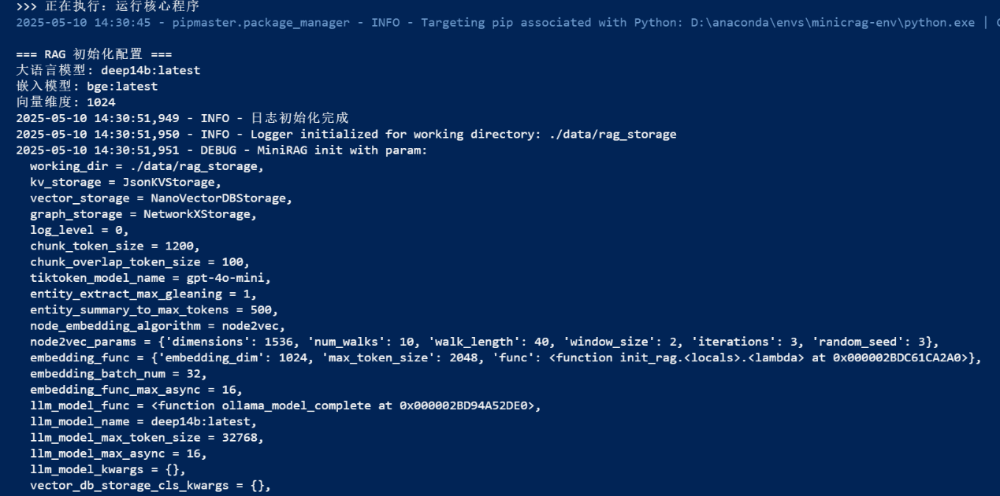 >>> 正在执行: 运行核心程序
2025-05-10 14:30:45 - pipmaster.package_manager - INFO - Targeting pip associated with Python: D:\anaconda\envs\minicrag-env\python.exe |
=== RAG 初始化配置 ===
大语言模型: deep14b:latest
嵌入模型: bge:latest
向量维度: 1024
2025-05-10 14:30:51,949 - INFO - 日志初始化完成
2025-05-10 14:30:51,950 - INFO - Logger initialized for working directory: ./data/rag_storage
2025-05-10 14:30:51,951 - DEBUG - MiniRAG init with param:
working_dir = ./data/rag_storage,
kv_storage = JsonKVStorage,
vector_storage = NanoVectorDBStorage,
graph_storage = NetworkXStorage,
log_level = 0,
chunk_token_size = 1200,
chunk_overlap_token_size = 100,
tiktoken_model_name = gpt-4o-mini,
entity_extract_max_gleaning = 1,
entity_summary_to_max_tokens = 500,
node_embedding_algorithm = node2vec,
node2vec_params = {'dimensions': 1536, 'num_walks': 10, 'walk_length': 40, 'window_size': 2, 'iterations': 3, 'random_seed': 3},
embedding_func = {'embedding_dim': 1024, 'max_token_size': 2048, 'func': <function init_rag.<locals>.<lambda> at 0x000002BDC61CA2A0>},
embedding_batch_num = 32,
embedding_func_max_async = 16,
llm_model_func = <function ollama_model_complete at 0x000002BD94A52DE0>,
llm_model_name = deep14b:latest,
llm_model_max_token_size = 32768,
llm_model_max_async = 16,
llm_model_kwargs = {},
vector_db_storage_cls_kwargs = {},